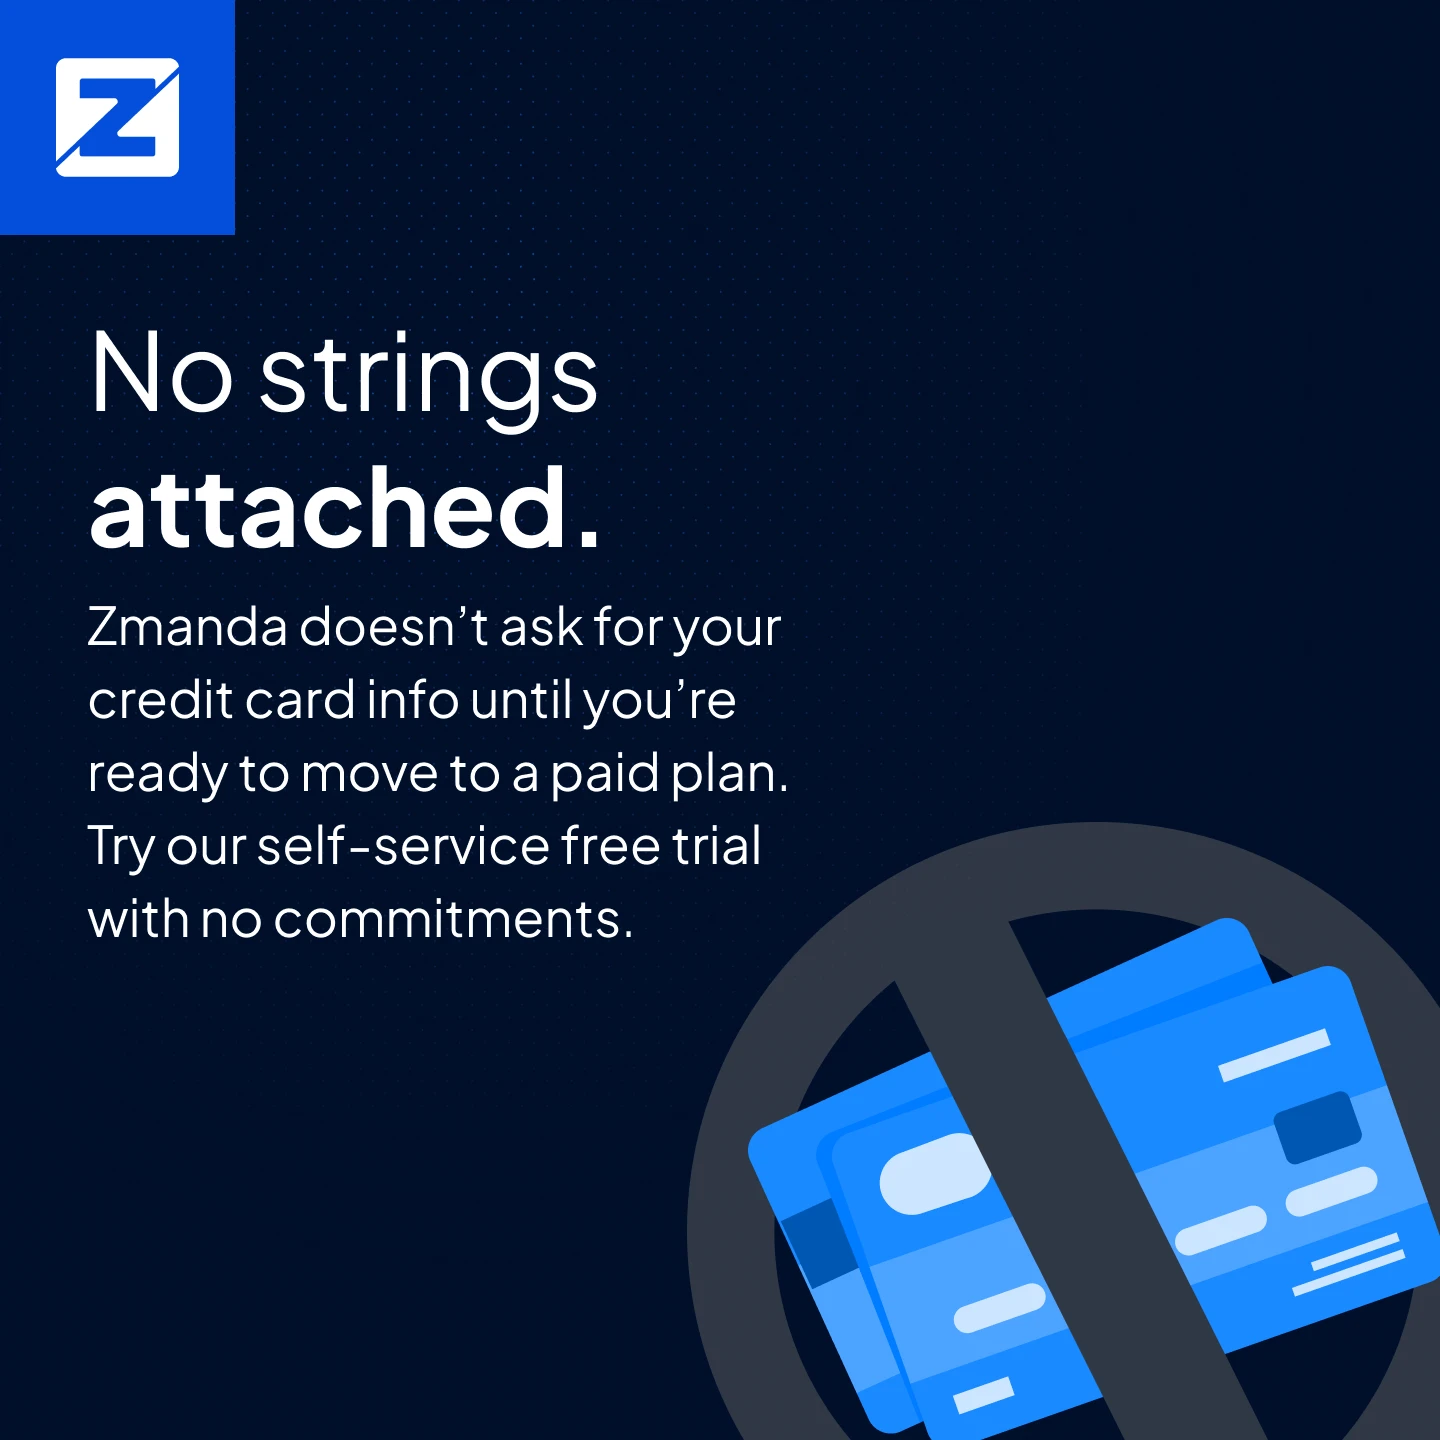 Z
No strings
attached.
Zmanda doesn’t ask for your
credit card info until you’re
ready to move to a paid plan.
Try our self-service free trial
with no commitments.